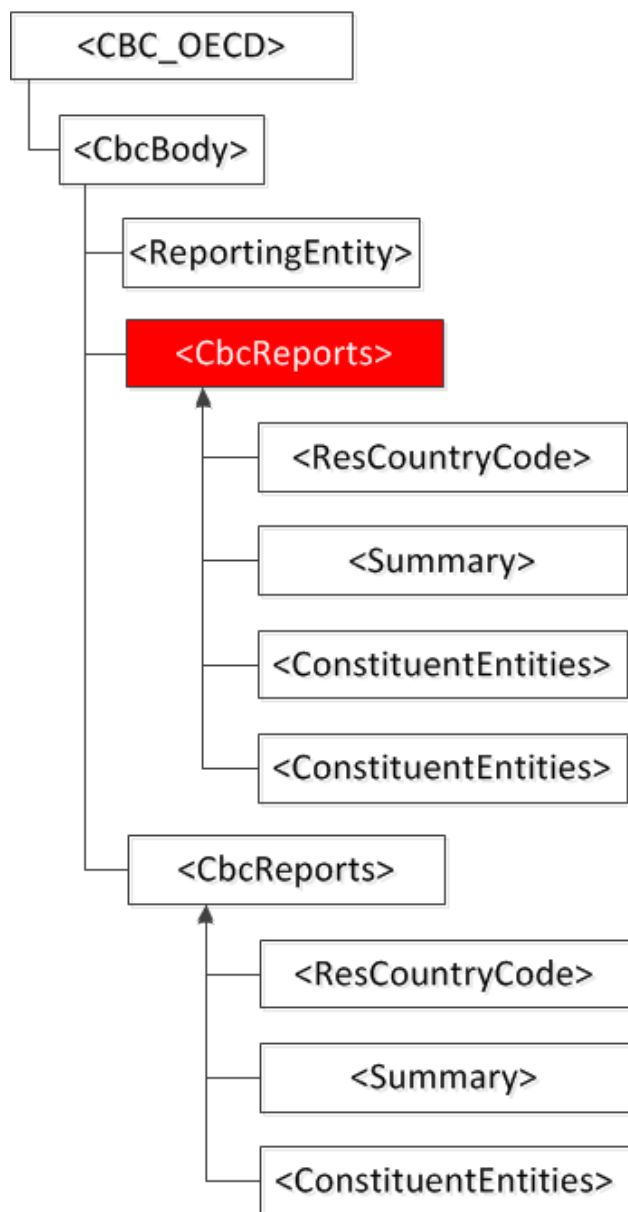 <CBC_OECD>
<CbcBody>
<ReportingEntity>
<CbcReports>
<ResCountryCode>
<Summary>
<ConstituentEntities>
<ConstituentEntities>
<CbcReports>
<ResCountryCode>
<Summary>
<ConstituentEntities>